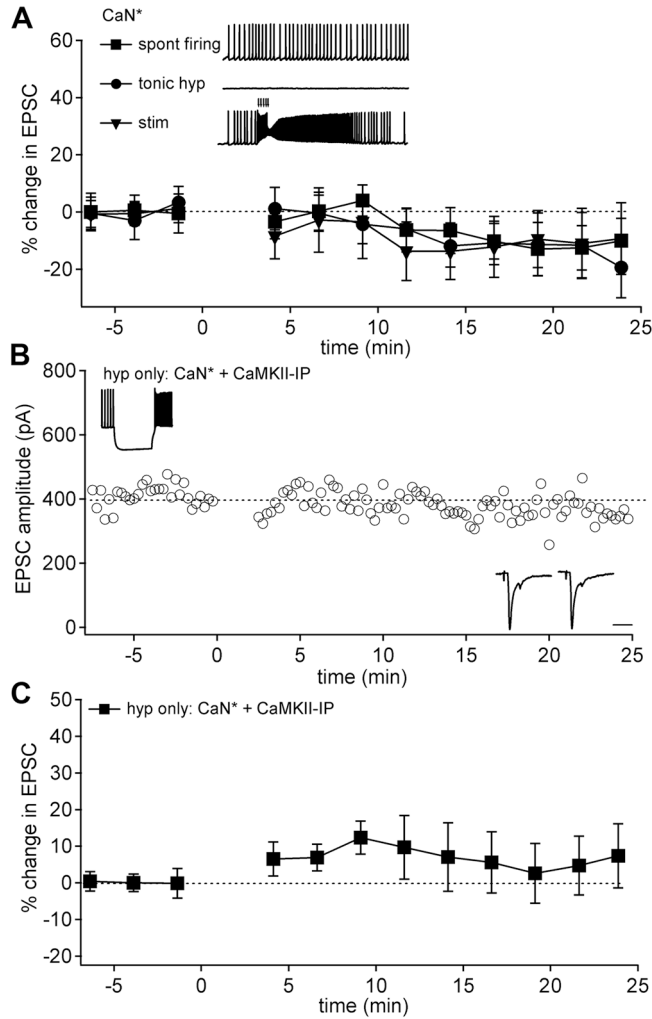 A
CaN*
spont firing
tonic hyp
stim
% change in EPSC
60
40
20
0
-20
-5 0 5 10 15 20 25
time (min)
B
hyp only: CaN* + CaMKII-IP
EPSC amplitude (pA)
800
600
400
200
0
-5 0 5 10 15 20 25
time (min)
C
hyp only: CaN* + CaMKII-IP
% change in EPSC
50
40
30
20
10
0
-10
-20
-5 0 5 10 15 20 25
time (min)